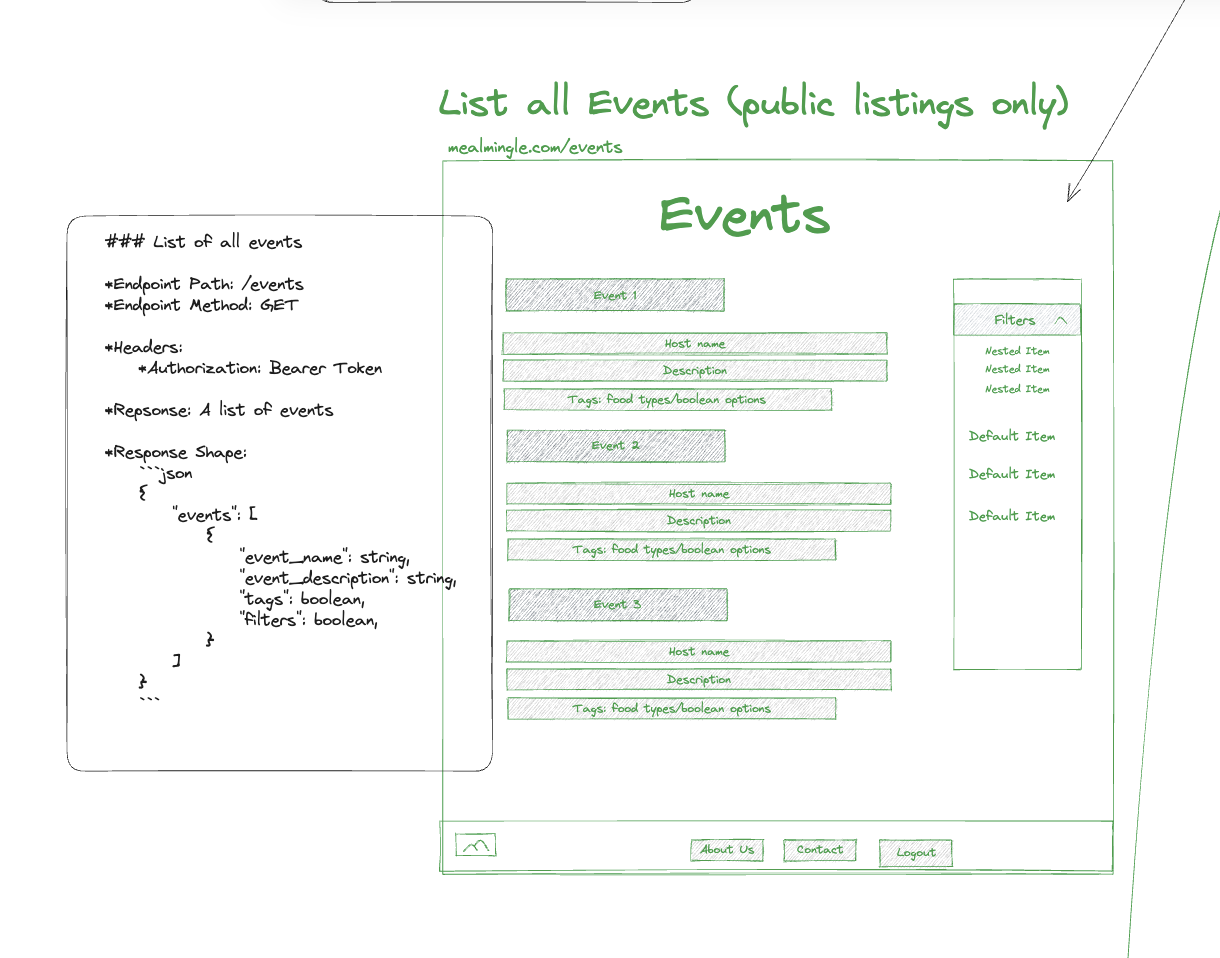 List all Events (public listings only)
mealmingle.com/events
### List of all events
*Endpoint Path: /events
*Endpoint Method: GET
*Headers:
*Authorization: Bearer Token
*Repsonse: A list of events
*Response Shape:
```json
{
"events": [
{
"event_name": string,
"event_description": string,
"tags": boolean,
"filters": boolean,
}
]
}
```
Events
Event 1
Host name
Description
Tags: food types/boolean options
Event 2
Host name
Description
Tags: food types/boolean options
Event 3
Host name
Description
Tags: food types/boolean options
Filters
Nested Item
Nested Item
Nested Item
Default Item
Default Item
Default Item
About Us
Contact
Logout